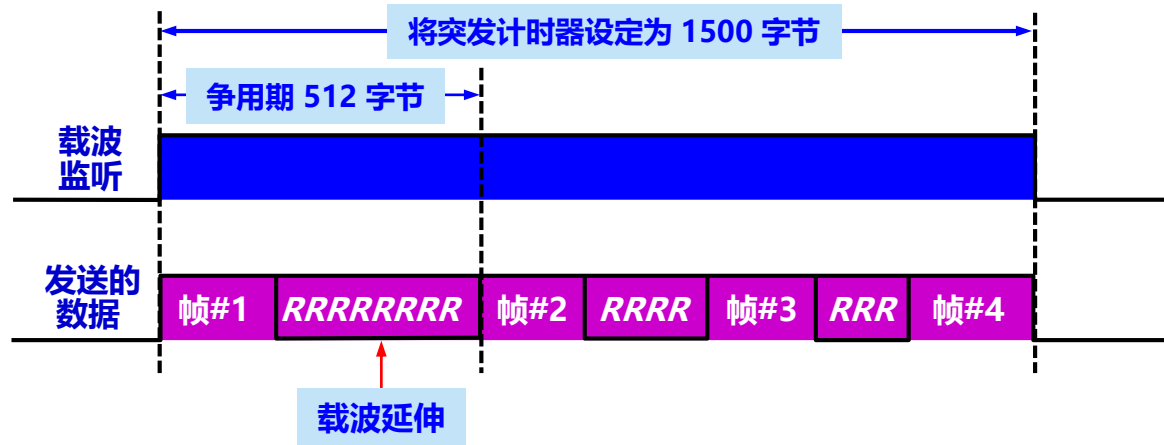 将突发计时器设定为 1500 字节
争用期 512 字节
载波
监听
发送的
数据
帧#1 RRRRRRRR 帧#2 RRRR 帧#3 RRR 帧#4
载波延伸